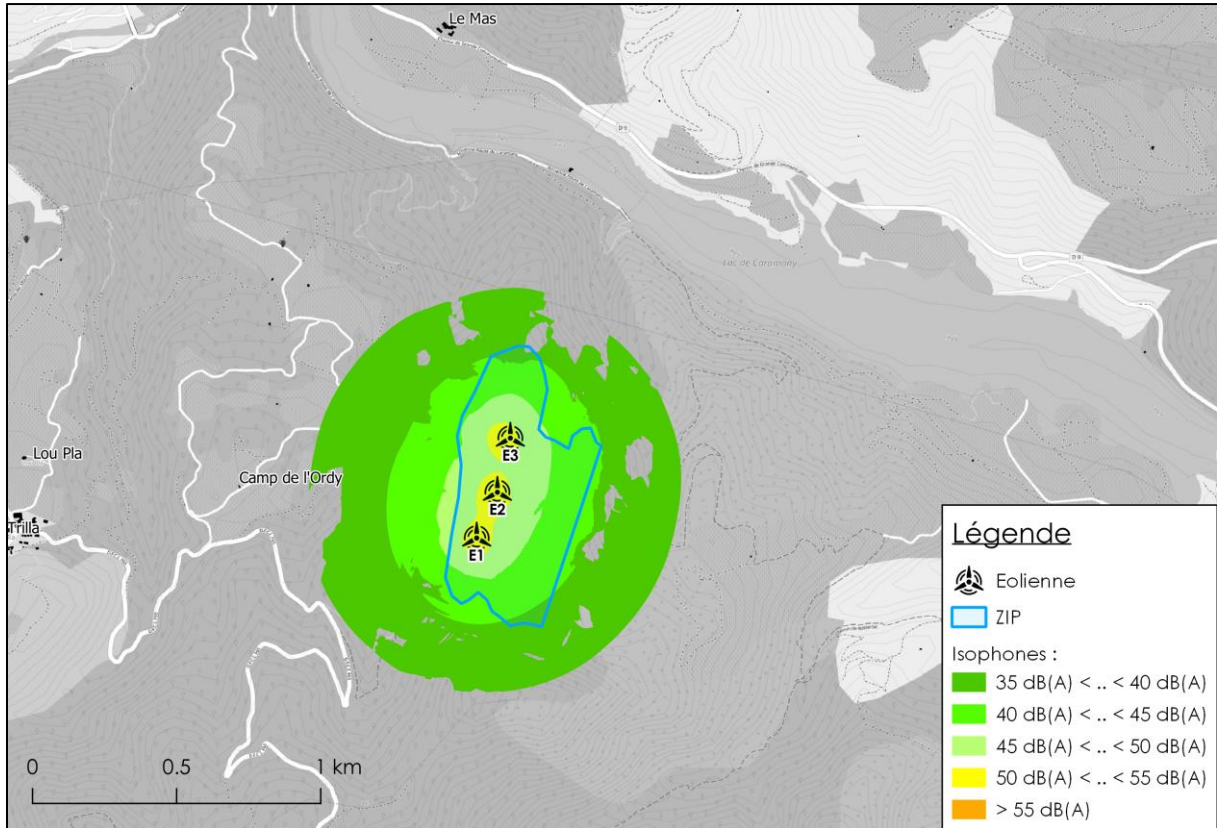 Le Mas
D 9
Lac de Caramany
D 9
Lou Pla
Camp de l'Ordy
Trilla
E3
E2
E1
0 0.5 1 km
Légende
Eolienne
ZIP
Isophones :
35 dB(A) < .. < 40 dB(A)
40 dB(A) < .. < 45 dB(A)
45 dB(A) < .. < 50 dB(A)
50 dB(A) < .. < 55 dB(A)
> 55 dB(A)